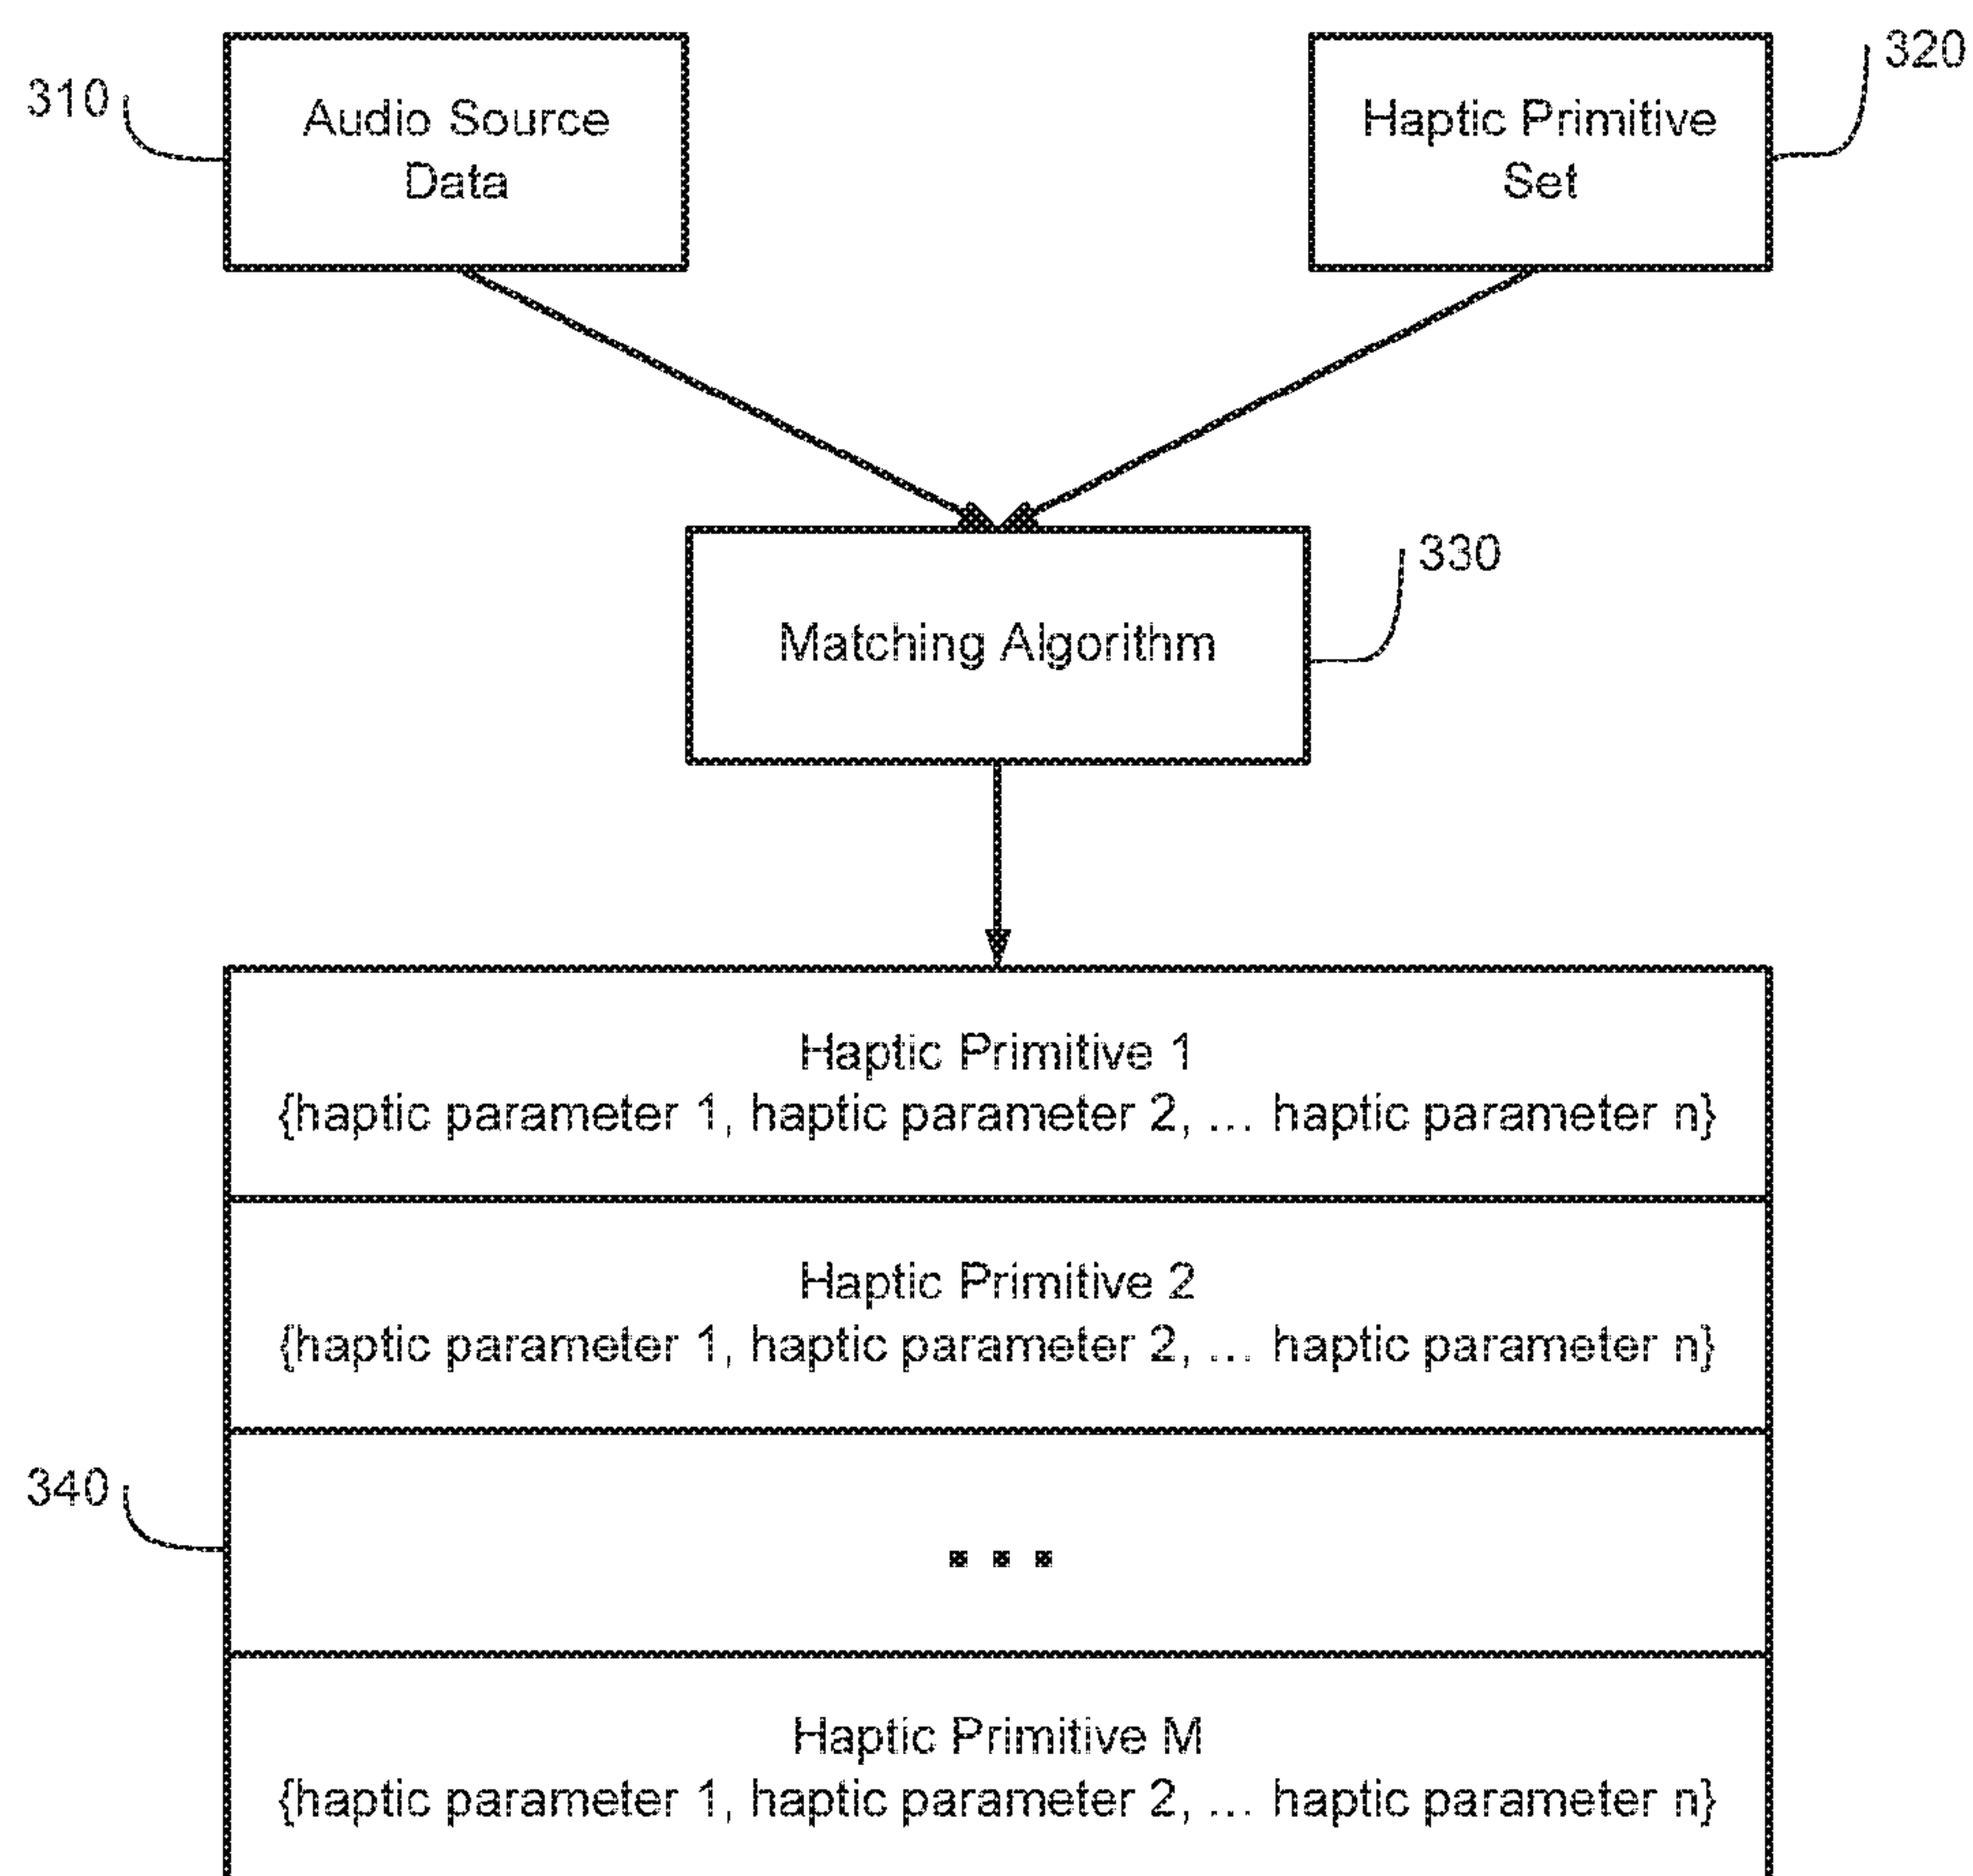 310
Audio Source
Data
Haptic Primitive
Set
320
Matching Algorithm
330
Haptic Primitive 1
{haptic parameter 1, haptic parameter 2, ... haptic parameter n}
Haptic Primitive 2
{haptic parameter 1, haptic parameter 2, ... haptic parameter n}
340
...
Haptic Primitive M
{haptic parameter 1, haptic parameter 2, ... haptic parameter n}